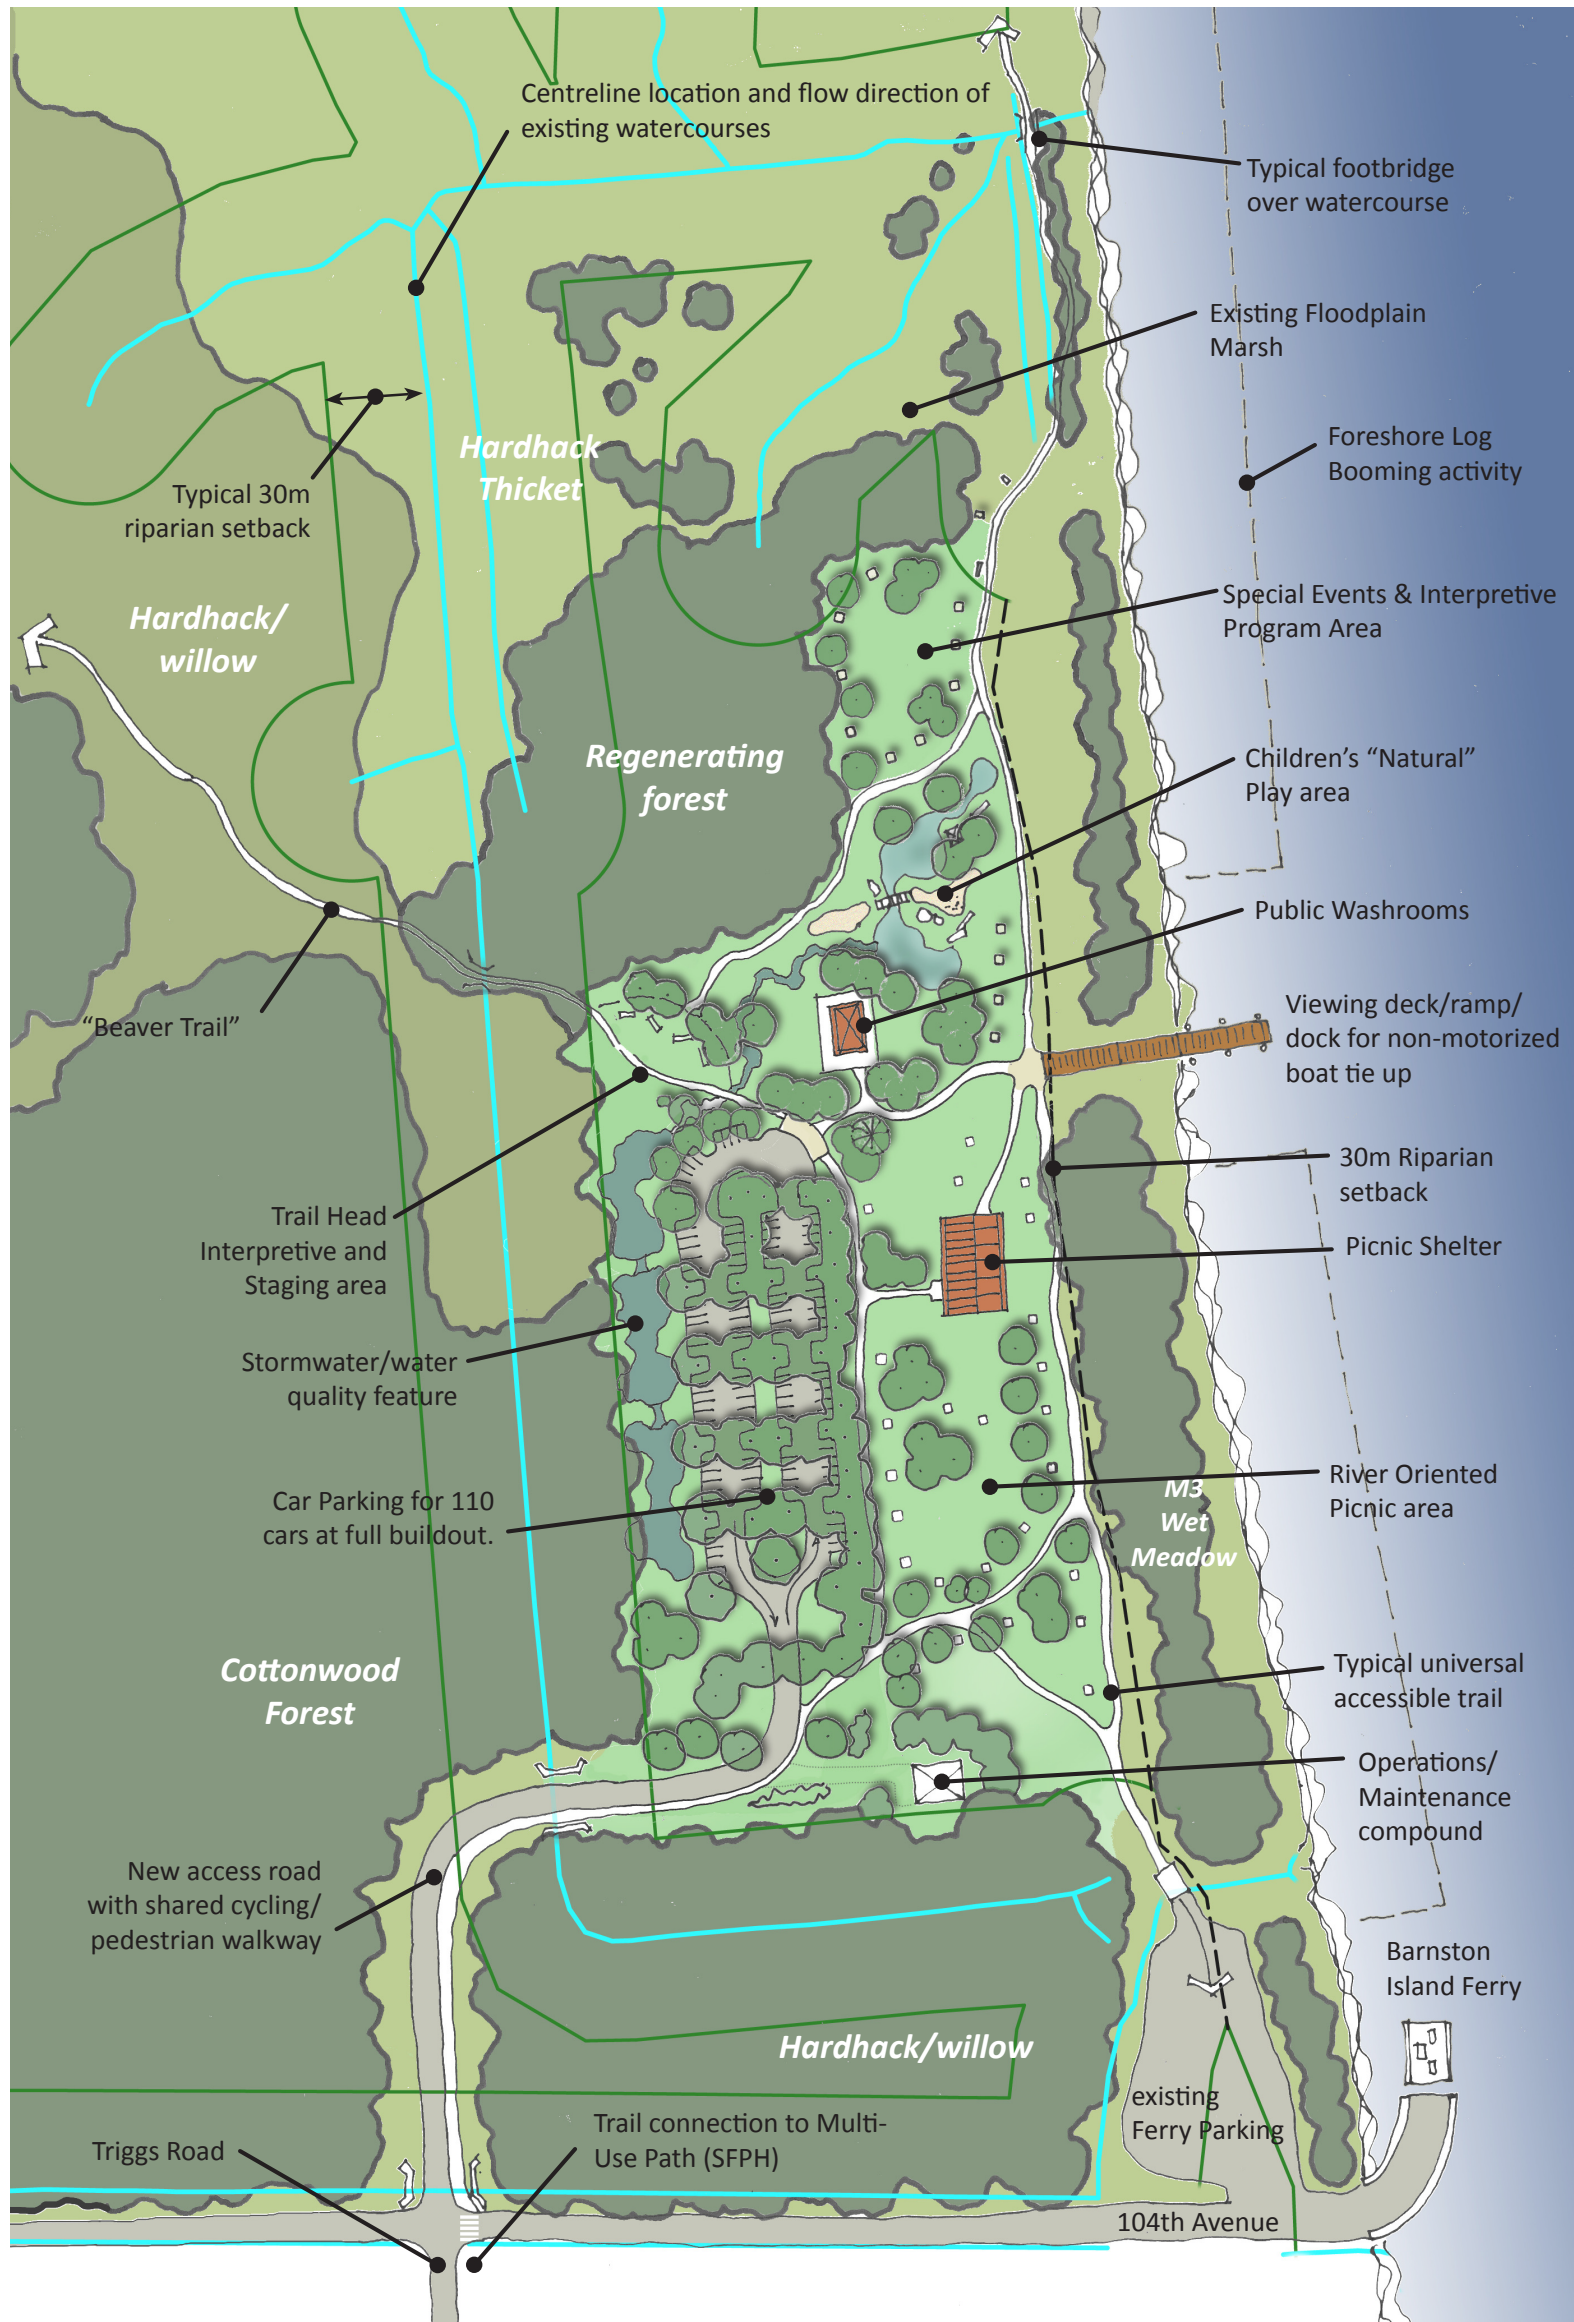 Centreline location and flow direction of
existing watercourses
Typical footbridge
over watercourse
Existing Floodplain
Marsh
Foreshore Log
Booming activity
Hardhack
Thicket
Typical 30m
riparian setback
Special Events & Interpretive
Program Area
Hardhack/
willow
Regenerating
forest
Children's “Natural”
Play area
Public Washrooms
“Beaver Trail”
Viewing deck/ramp/
dock for non-motorized
boat tie up
30m Riparian
setback
Trail Head
Interpretive and
Staging area
Picnic Shelter
Stormwater/water
quality feature
River Oriented
Picnic area
M3
Wet
Meadow
Car Parking for 110
cars at full buildout.
Cottonwood
Forest
Typical universal
accessible trail
Operations/
Maintenance
compound
New access road
with shared cycling/
pedestrian walkway
Barnston
Island Ferry
Hardhack/willow
existing
Ferry Parking
Triggs Road
Trail connection to Multi-
Use Path (SFPH)
104th Avenue